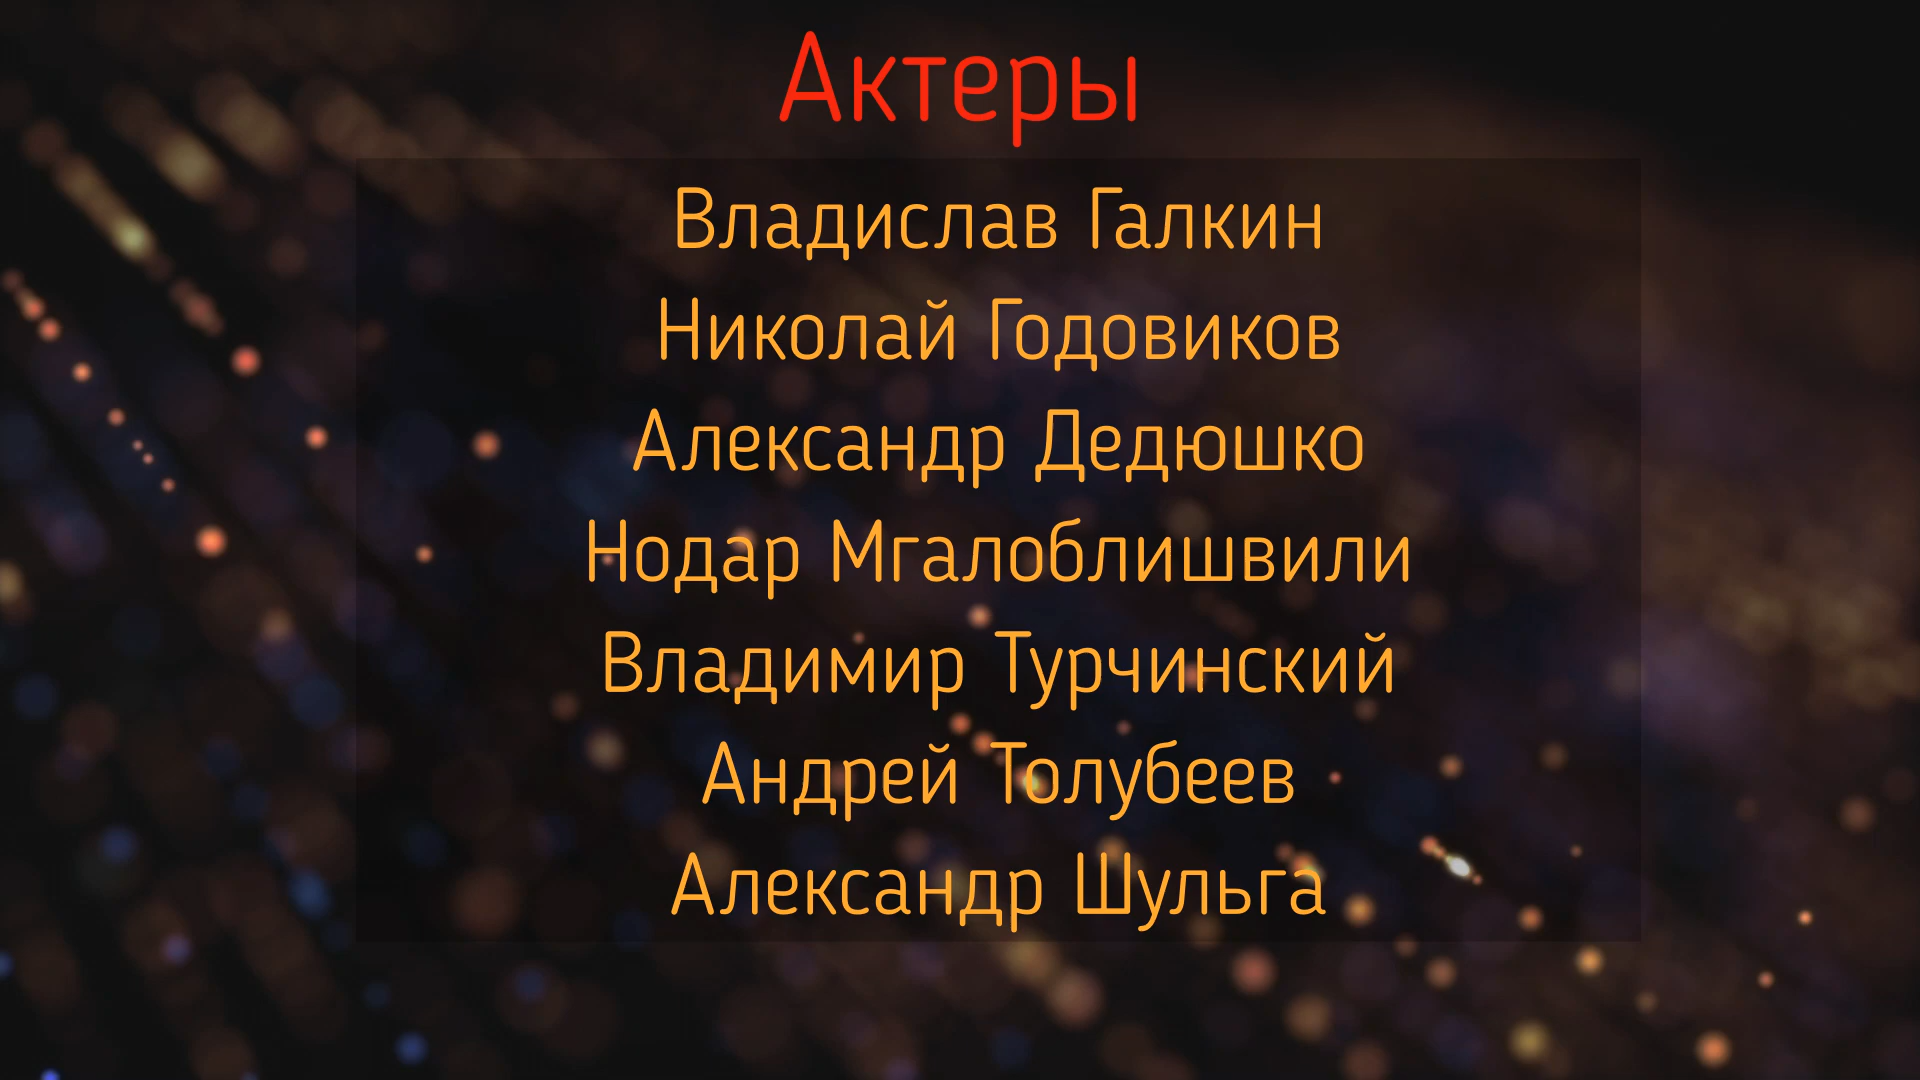 Актеры
Владислав Галкин
Николай Годовиков
Александр Дедюшко
Нодар Мгалоблишвили
Владимир Турчинский
Андрей Толубеев
Александр Шульга